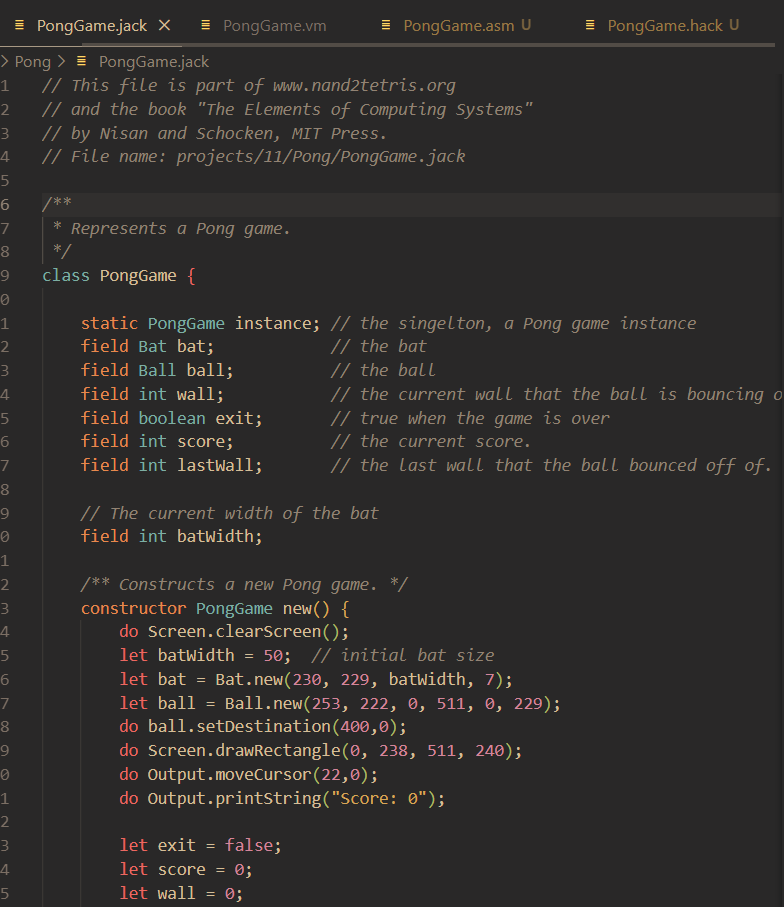 PongGame.jack × PongGame.vm PongGame.asm U PongGame.hack U
> Pong > PongGame.jack
1 // This file is part of www.nand2tetris.org
2 // and the book "The Elements of Computing Systems"
3 // by Nisan and Schocken, MIT Press.
4 // File name: projects/11/Pong/PongGame.jack
5
6 /**
7  * Represents a Pong game.
8  */
9 class PongGame {
0
1     static PongGame instance; // the singelton, a Pong game instance
2     field Bat bat;            // the bat
3     field Ball ball;          // the ball
4     field int wall;           // the current wall that the ball is bouncing o
5     field boolean exit;       // true when the game is over
6     field int score;          // the current score.
7     field int lastWall;       // the last wall that the ball bounced off of.
8
9     // The current width of the bat
0     field int batWidth;
1
2     /** Constructs a new Pong game. */
3     constructor PongGame new() {
4         do Screen.clearScreen();
5         let batWidth = 50;  // initial bat size
6         let bat = Bat.new(230, 229, batWidth, 7);
7         let ball = Ball.new(253, 222, 0, 511, 0, 229);
8         do ball.setDestination(400,0);
9         do Screen.drawRectangle(0, 238, 511, 240);
0         do Output.moveCursor(22,0);
1         do Output.printString("Score: 0");
2
3         let exit = false;
4         let score = 0;
5         let wall = 0;